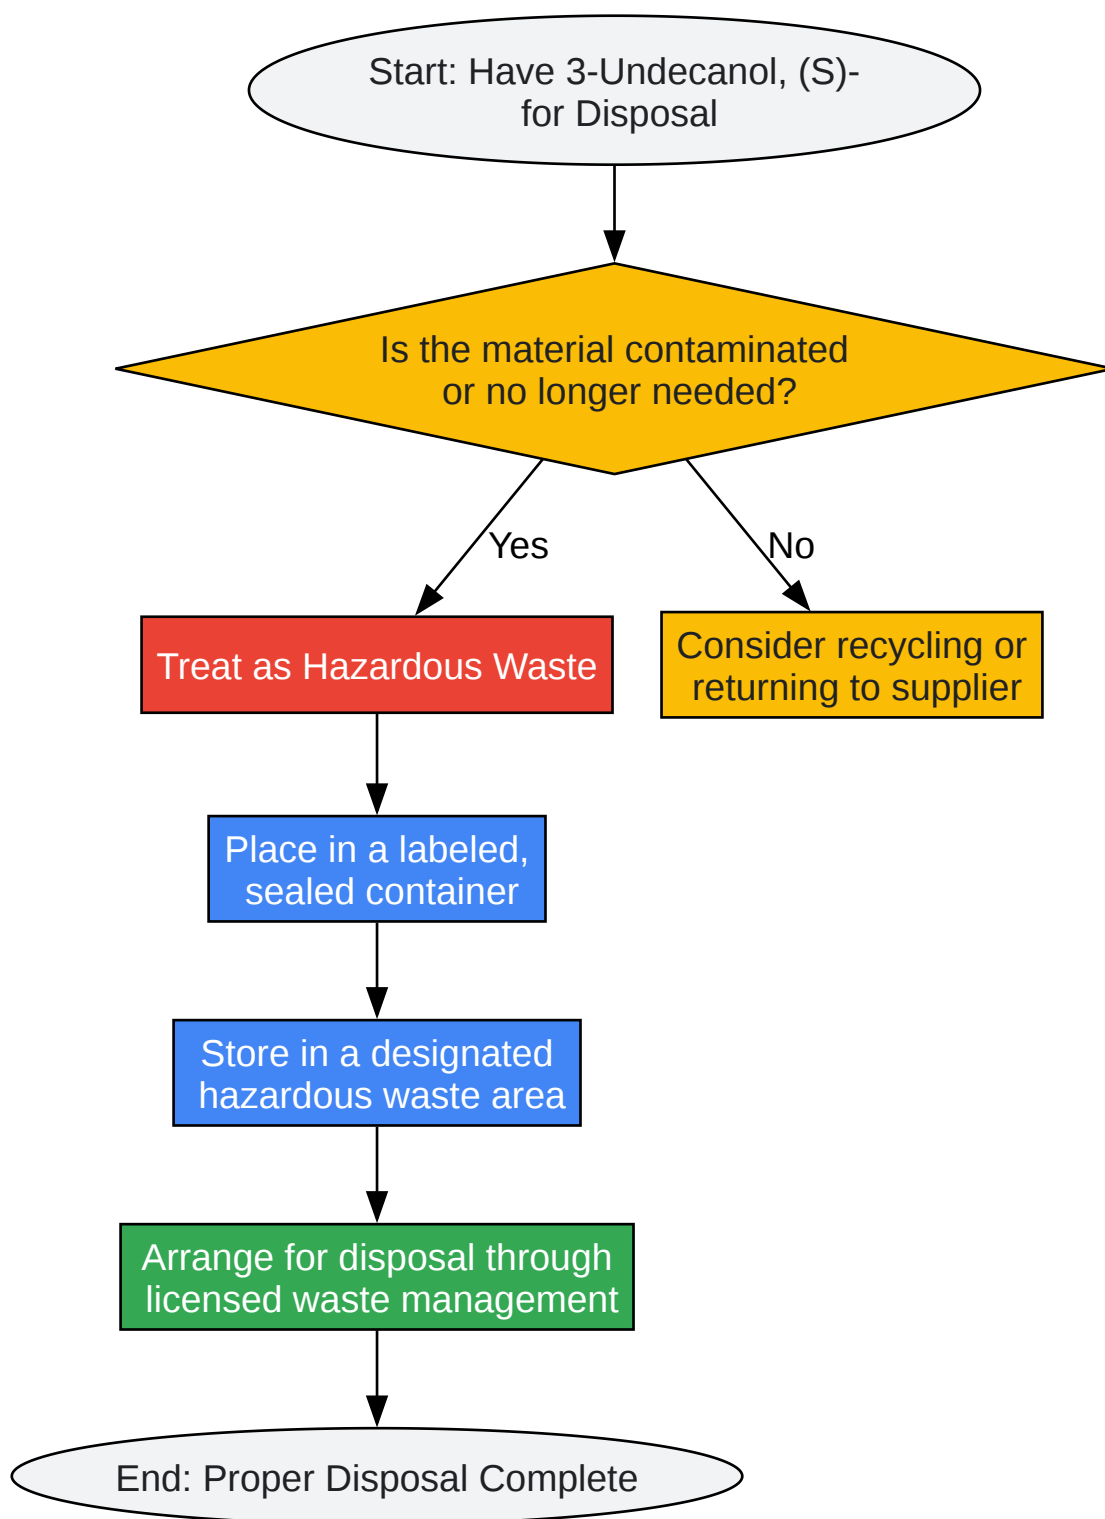 Start: Have 3-Undecanol, (S)-
for Disposal
Is the material contaminated
or no longer needed?
Yes
No
Treat as Hazardous Waste
Consider recycling or
returning to supplier
Place in a labeled,
sealed container
Store in a designated
hazardous waste area
Arrange for disposal through
licensed waste management
End: Proper Disposal Complete